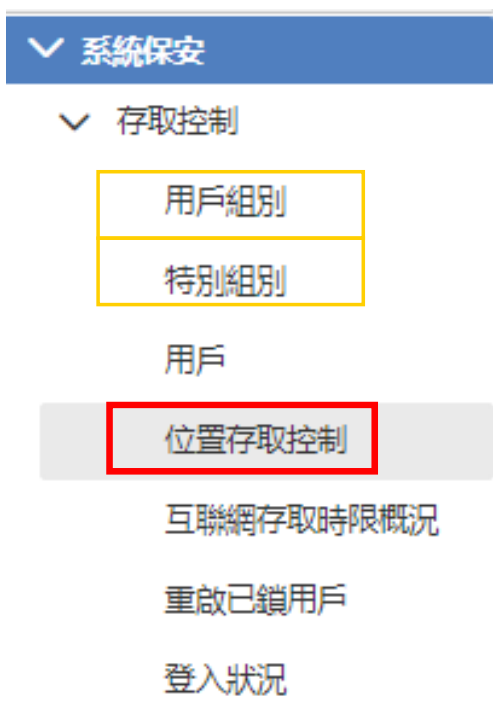 系統保安
存取控制
用戶組別
特別組別
用戶
位置存取控制
互聯網存取時限概況
重啟已鎖用戶
登入狀況